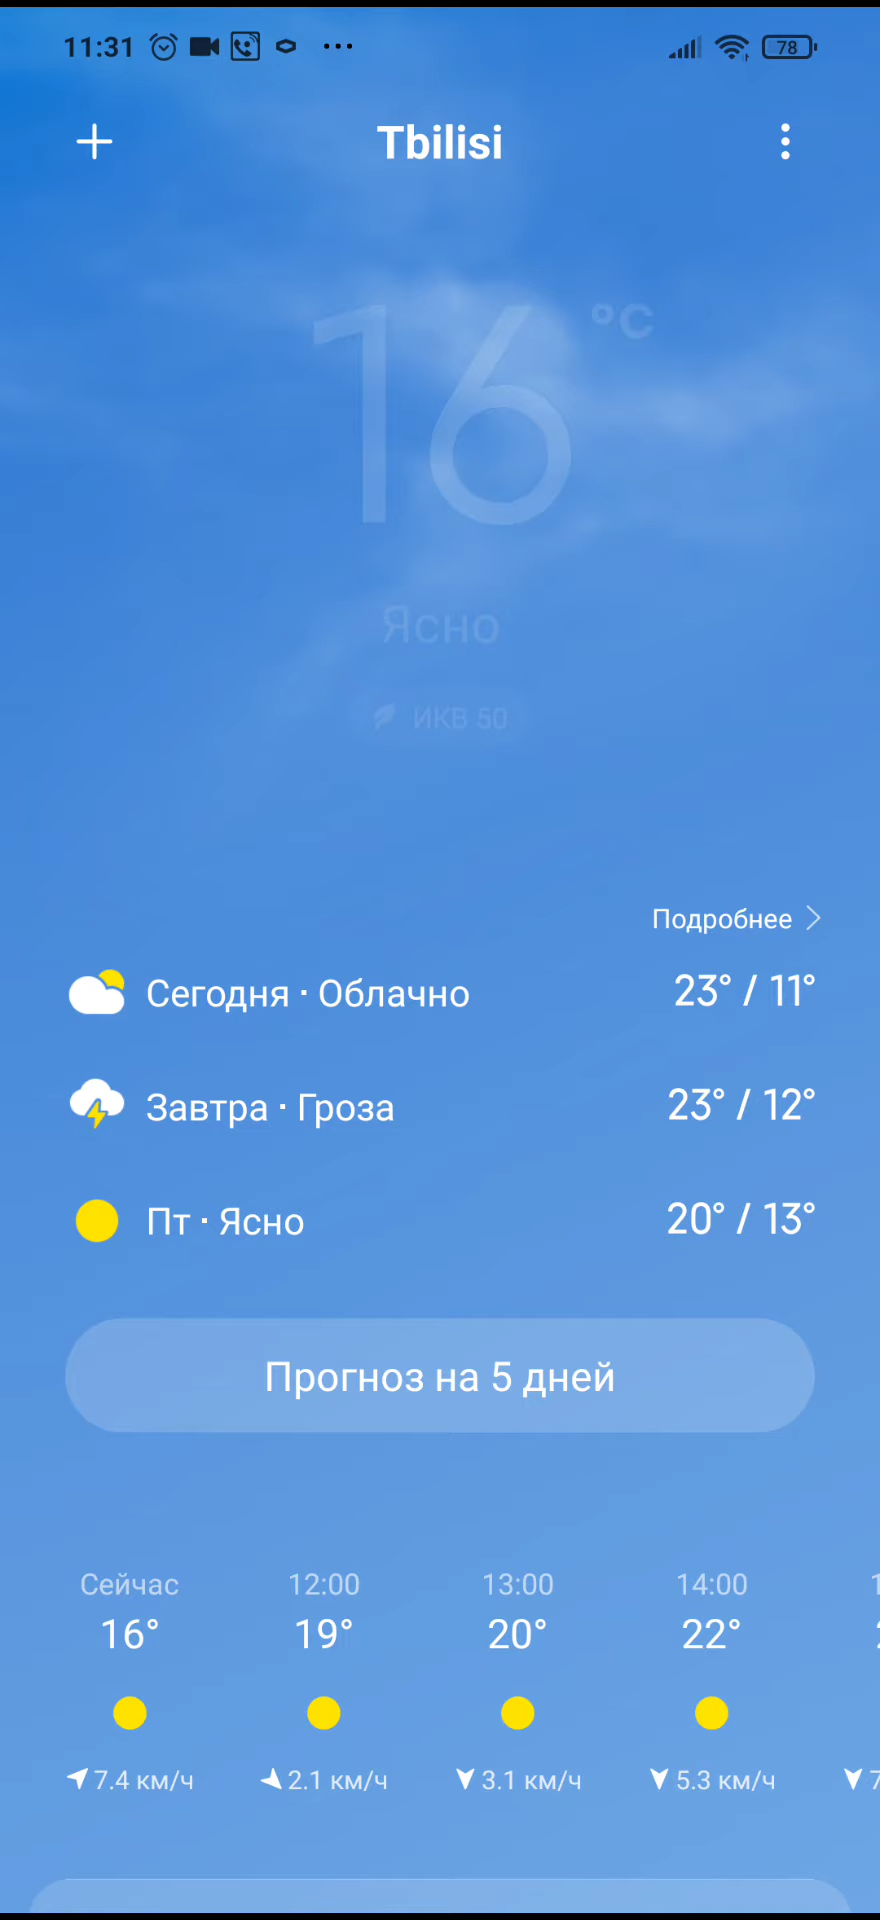 11:31
78
Tbilisi
16 °C
Ясно
ИКВ 50
Подробнее
Сегодня · Облачно 23° / 11°
Завтра · Гроза 23° / 12°
Пт · Ясно 20° / 13°
Прогноз на 5 дней
Сейчас 12:00 13:00 14:00
16° 19° 20° 22°
7.4 км/ч 2.1 км/ч 3.1 км/ч 5.3 км/ч